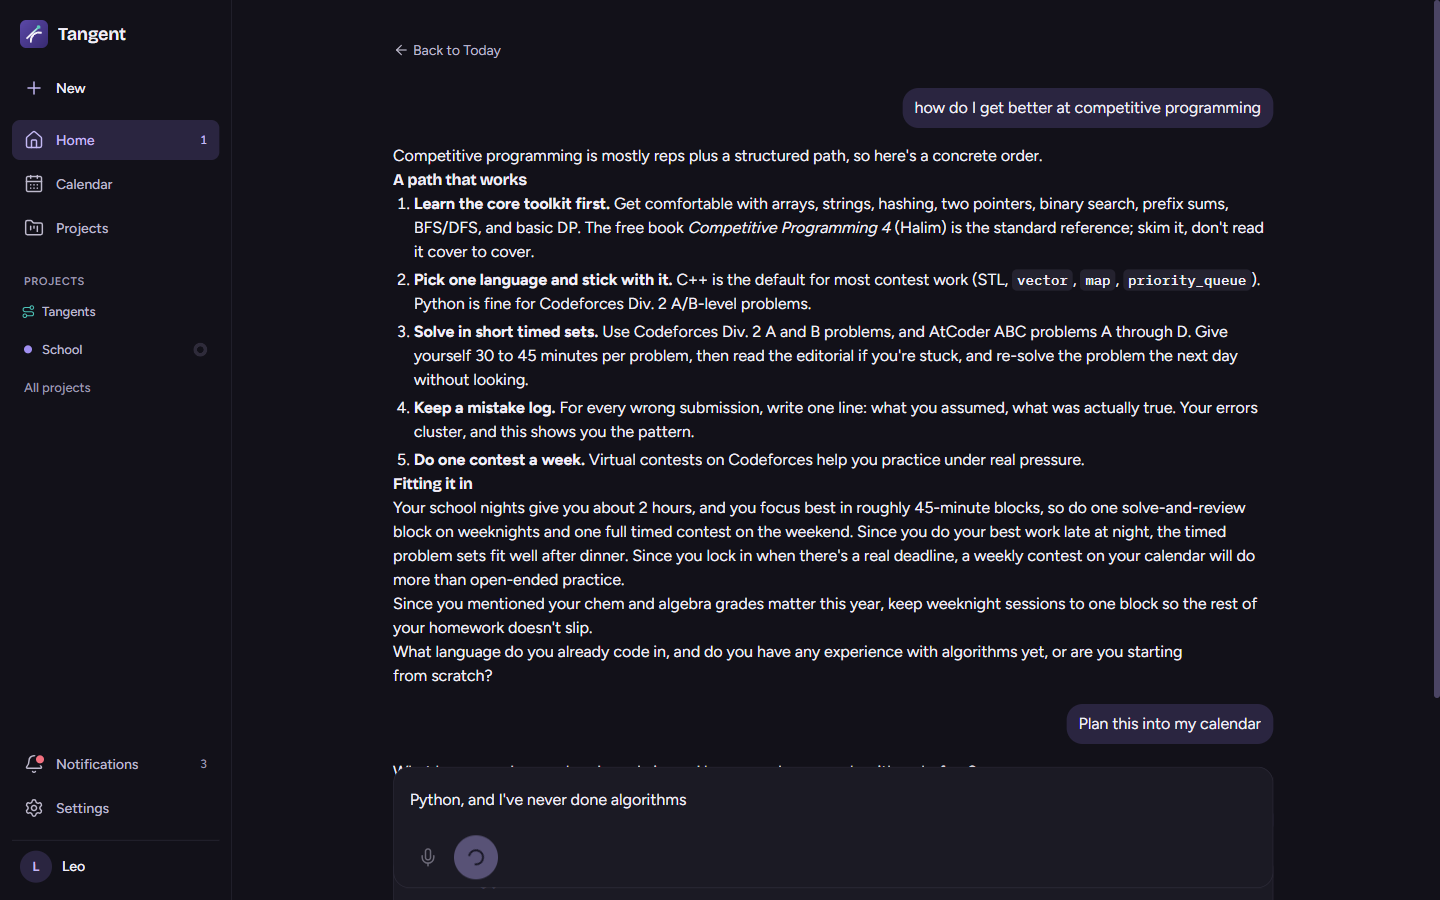 Tangent
New
Home 1
Calendar
Projects
PROJECTS
Tangents
School
All projects
Notifications 3
Settings
L Leo
Back to Today
how do I get better at competitive programming
Competitive programming is mostly reps plus a structured path, so here's a concrete order.
A path that works
1. Learn the core toolkit first. Get comfortable with arrays, strings, hashing, two pointers, binary search, prefix sums,
BFS/DFS, and basic DP. The free book Competitive Programming 4 (Halim) is the standard reference; skim it, don't read
it cover to cover.
2. Pick one language and stick with it. C++ is the default for most contest work (STL, vector, map, priority_queue).
Python is fine for Codeforces Div. 2 A/B-level problems.
3. Solve in short timed sets. Use Codeforces Div. 2 A and B problems, and AtCoder ABC problems A through D. Give
yourself 30 to 45 minutes per problem, then read the editorial if you're stuck, and re-solve the problem the next day
without looking.
4. Keep a mistake log. For every wrong submission, write one line: what you assumed, what was actually true. Your errors
cluster, and this shows you the pattern.
5. Do one contest a week. Virtual contests on Codeforces help you practice under real pressure.
Fitting it in
Your school nights give you about 2 hours, and you focus best in roughly 45-minute blocks, so do one solve-and-review
block on weeknights and one full timed contest on the weekend. Since you do your best work late at night, the timed
problem sets fit well after dinner. Since you lock in when there's a real deadline, a weekly contest on your calendar will do
more than open-ended practice.
Since you mentioned your chem and algebra grades matter this year, keep weeknight sessions to one block so the rest of
your homework doesn't slip.
What language do you already code in, and do you have any experience with algorithms yet, or are you starting
from scratch?
Plan this into my calendar
Python, and I've never done algorithms